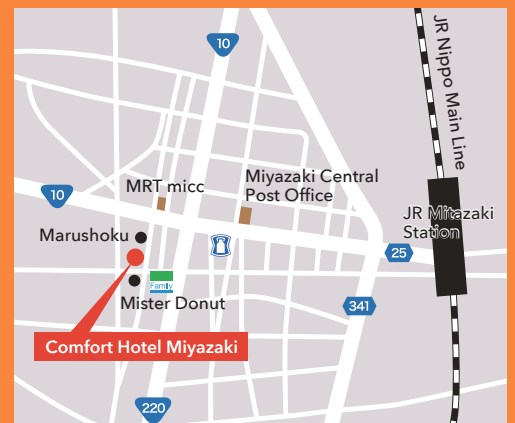 10
JR Nippo Main Line
MRT micc
Miyazaki Central
Post Office
10
JR Mitazaki
Station
Marushoku
25
Family
Mister Donut
341
Comfort Hotel Miyazaki
220